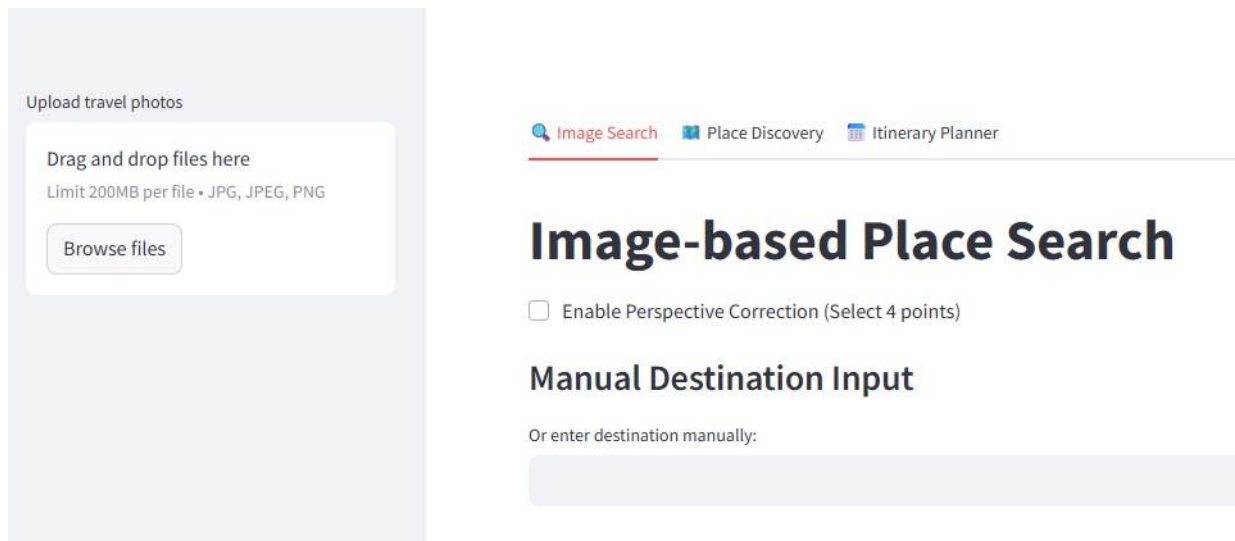 Upload travel photos
Drag and drop files here
Limit 200MB per file • JPG, JPEG, PNG
Browse files
Image Search Place Discovery Itinerary Planner
Image-based Place Search
Enable Perspective Correction (Select 4 points)
Manual Destination Input
Or enter destination manually: